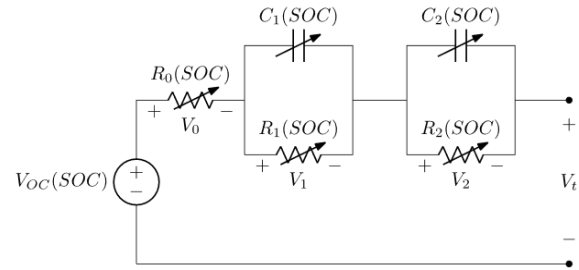 C₁(SOC)
C₂(SOC)
R₀(SOC)
+ −
V₀
R₁(SOC)
+ −
V₁
R₂(SOC)
+ −
V₂
+
V_OC(SOC)
+
−
V_t
−